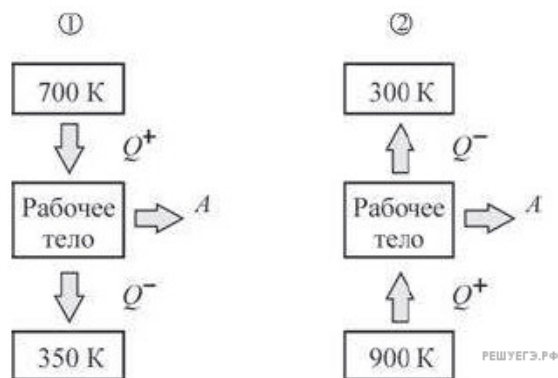 ① ②
700 К 300 К
Q⁺ Q⁻
Рабочее A Рабочее A
тело тело
Q⁻ Q⁺
350 К 900 К
РЕШУЕГЭ.РФ